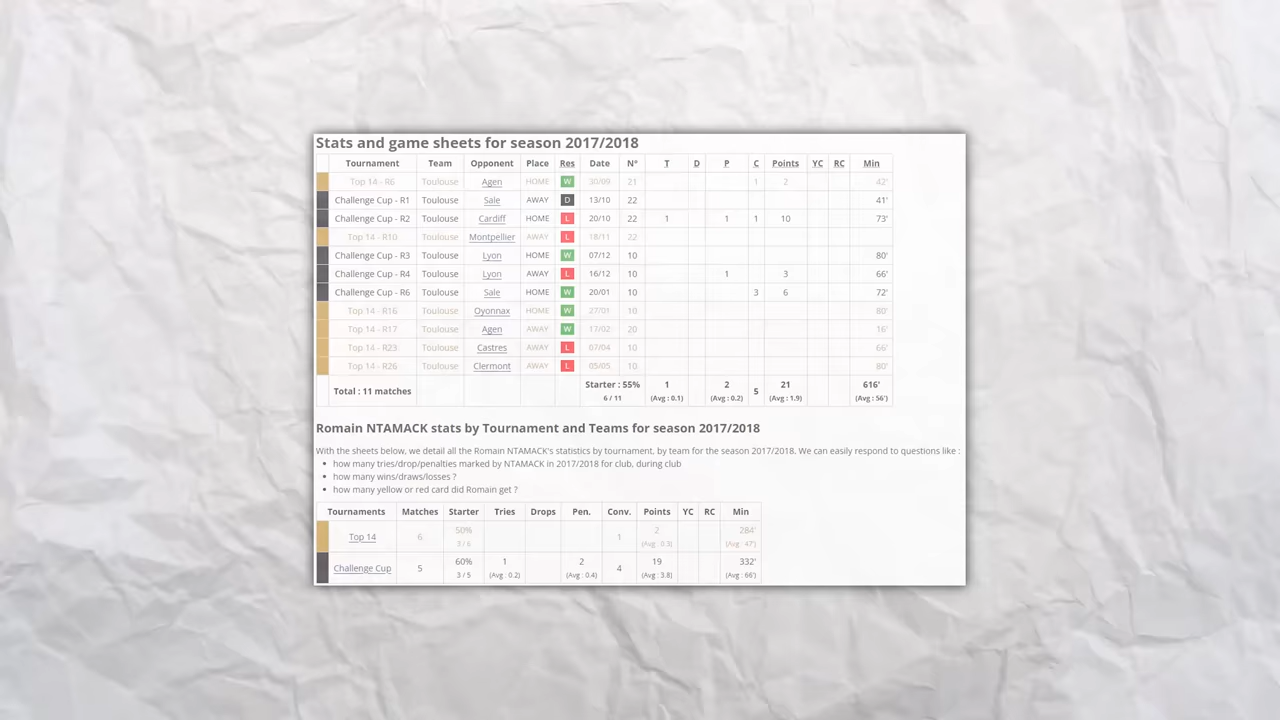 Stats and game sheets for season 2017/2018
Tournament Team Opponent Place Res Date N° T D P C Points YC RC Min
Top 14 - R6 Toulouse Agen HOME W 30/09 21 1 2 42'
Challenge Cup - R1 Toulouse Sale AWAY D 13/10 22 41'
Challenge Cup - R2 Toulouse Cardiff HOME L 20/10 22 1 1 1 10 73'
Top 14 - R10 Toulouse Montpellier AWAY L 18/11 22
Challenge Cup - R3 Toulouse Lyon HOME W 07/12 10 80'
Challenge Cup - R4 Toulouse Lyon AWAY L 16/12 10 1 3 66'
Challenge Cup - R6 Toulouse Sale HOME W 20/01 10 3 6 72'
Top 14 - R16 Toulouse Oyonnax HOME W 27/01 10 80'
Top 14 - R17 Toulouse Agen AWAY W 17/02 20 16'
Top 14 - R23 Toulouse Castres AWAY L 07/04 10 66'
Top 14 - R26 Toulouse Clermont AWAY L 05/05 10 80'
Total : 11 matches Starter : 55% 1 2 5 21 616'
6 / 11 (Avg : 0.1) (Avg : 0.2) (Avg : 1.9) (Avg : 56')
Romain NTAMACK stats by Tournament and Teams for season 2017/2018
With the sheets below, we detail all the Romain NTAMACK's statistics by tournament, by team for the season 2017/2018. We can easily respond to questions like :
• how many tries/drop/penalties marked by NTAMACK in 2017/2018 for club, during club
• how many wins/draws/losses ?
• how many yellow or red card did Romain get ?
Tournaments Matches Starter Tries Drops Pen. Conv. Points YC RC Min
Top 14 6 50% 1 2 284'
3 / 6 (Avg : 0.3) (Avg : 47')
Challenge Cup 5 60% 1 2 4 19 332'
3 / 5 (Avg : 0.2) (Avg : 0.4) (Avg : 3.8) (Avg : 66')